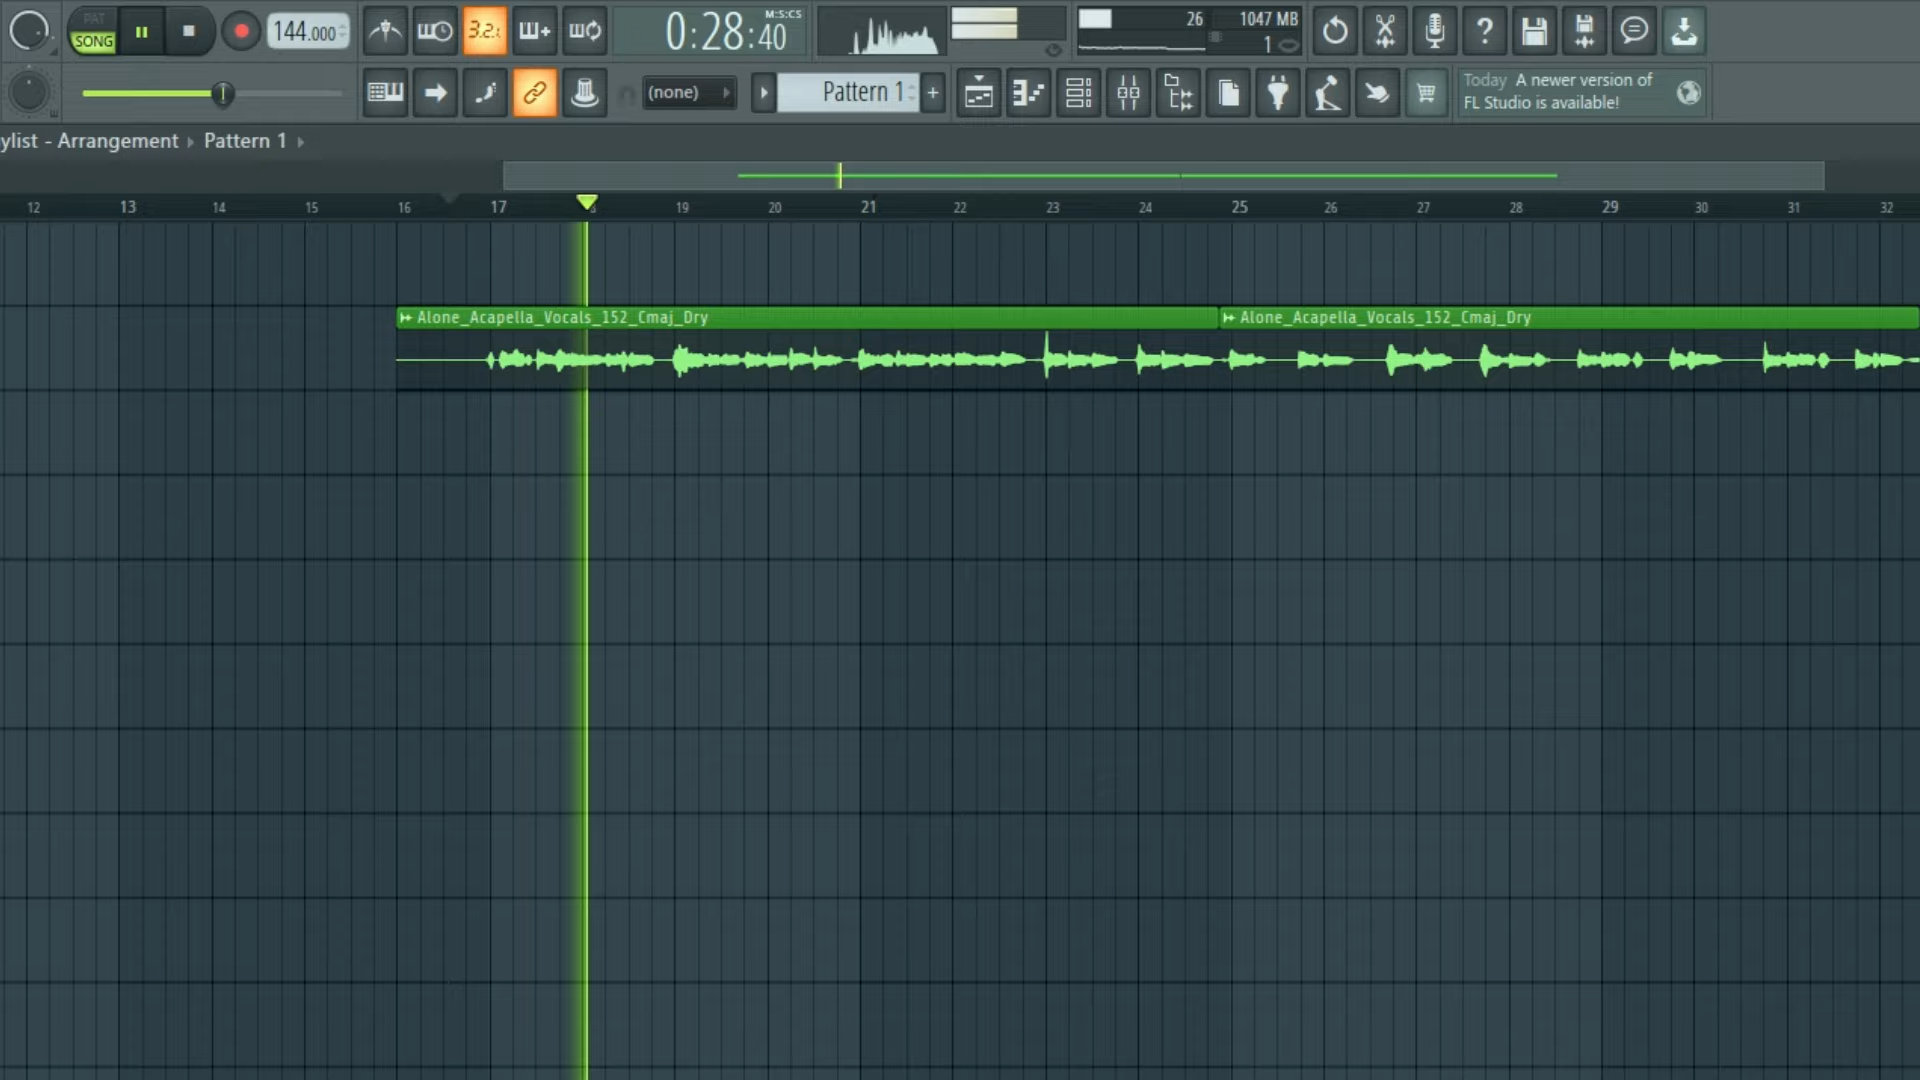 PAT
SONG
144.000
3.2.
0:28:40
M:S:CS
26
1047 MB
1
(none)
Pattern 1
+
Today A newer version of
FL Studio is available!
ylist - Arrangement Pattern 1
12 13 14 15 16 17 19 20 21 22 23 24 25 26 27 28 29 30 31 32
Alone_Acapella_Vocals_152_Cmaj_Dry
Alone_Acapella_Vocals_152_Cmaj_Dry